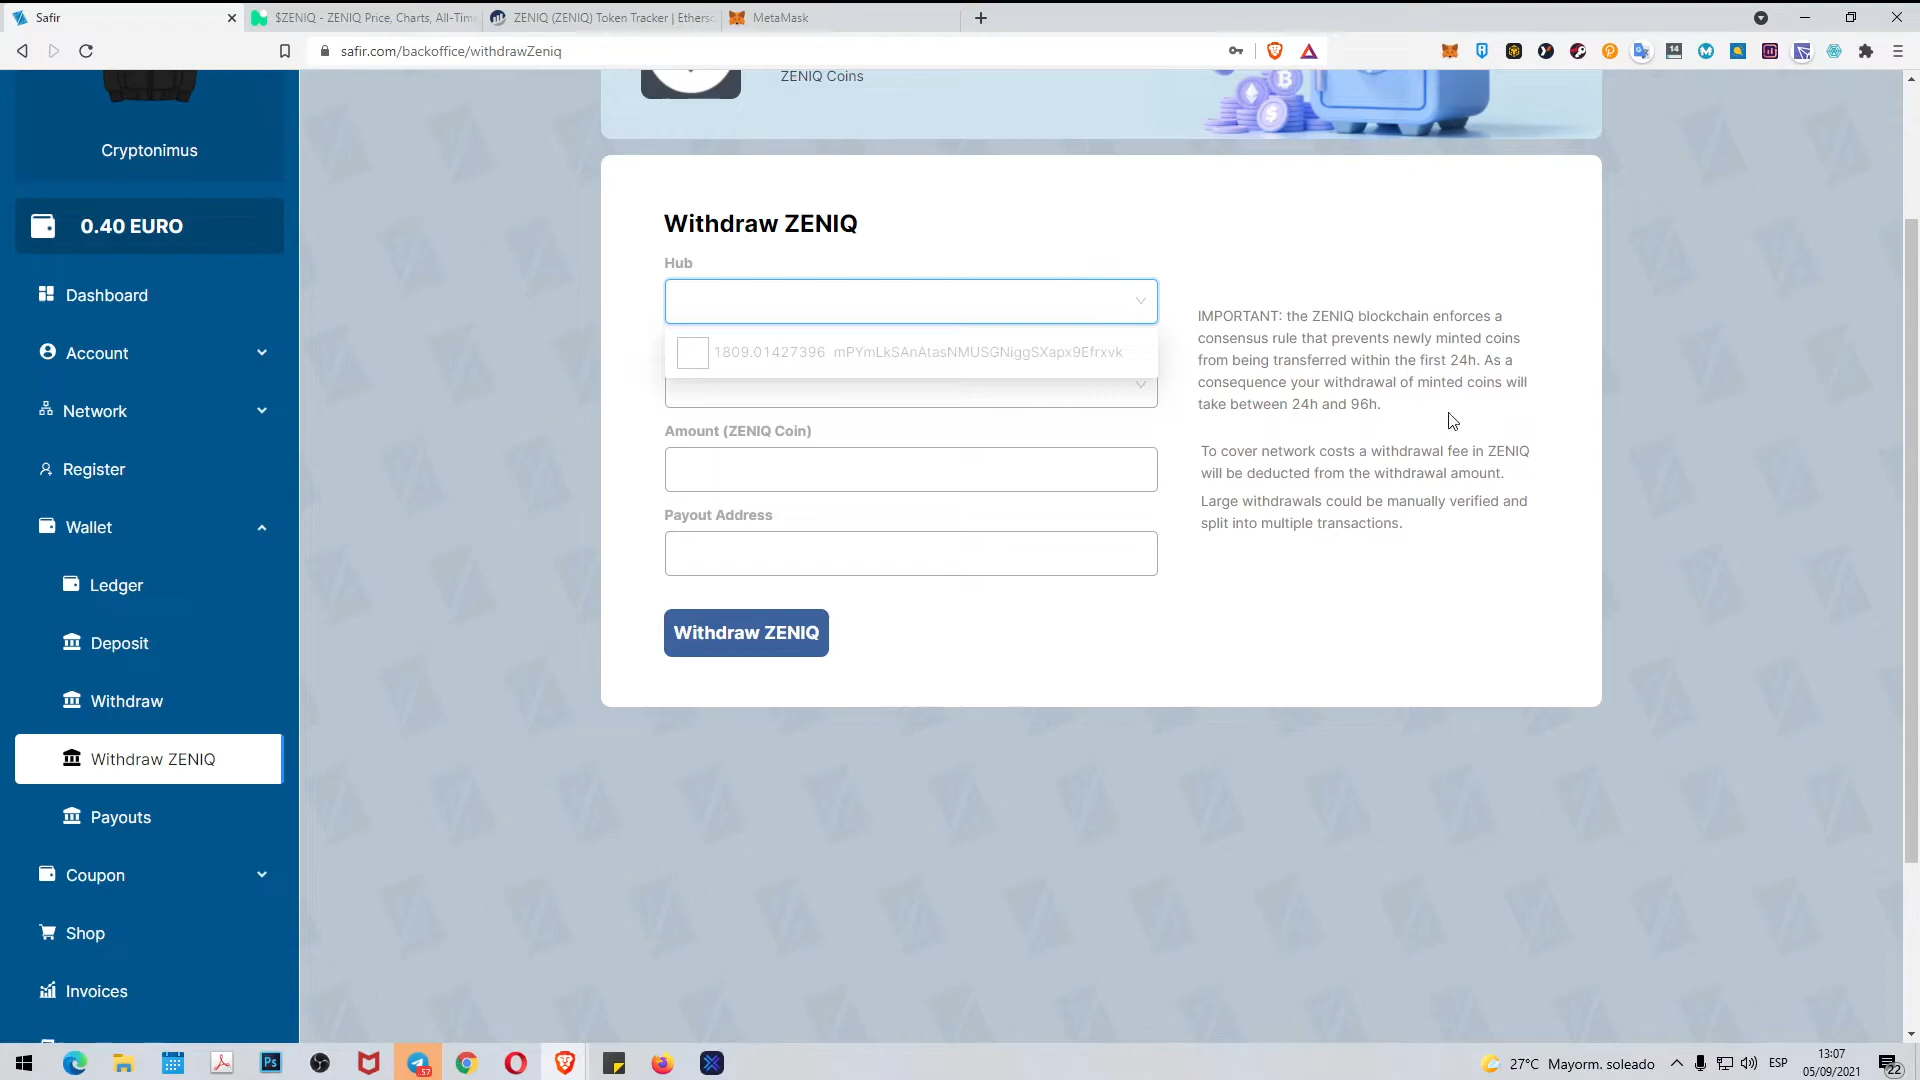 Safir
$ZENIQ - ZENIQ Price, Charts, All-Tim
ZENIQ (ZENIQ) Token Tracker | Ethersc
MetaMask
safir.com/backoffice/withdrawZeniq
14
ZENIQ Coins
Cryptonimus
0.40 EURO
Dashboard
Account
Network
Register
Wallet
Ledger
Deposit
Withdraw
Withdraw ZENIQ
Payouts
Coupon
Shop
Invoices
Withdraw ZENIQ
Hub
1809.01427396 mPYmLkSAnAtasNMUSGNiggSXapx9Efrxvk
Amount (ZENIQ Coin)
Payout Address
Withdraw ZENIQ
IMPORTANT: the ZENIQ blockchain enforces a
consensus rule that prevents newly minted coins
from being transferred within the first 24h. As a
consequence your withdrawal of minted coins will
take between 24h and 96h.
To cover network costs a withdrawal fee in ZENIQ
will be deducted from the withdrawal amount.
Large withdrawals could be manually verified and
split into multiple transactions.
Ps
57
27°C Mayorm. soleado
ESP
13:07
05/09/2021
22